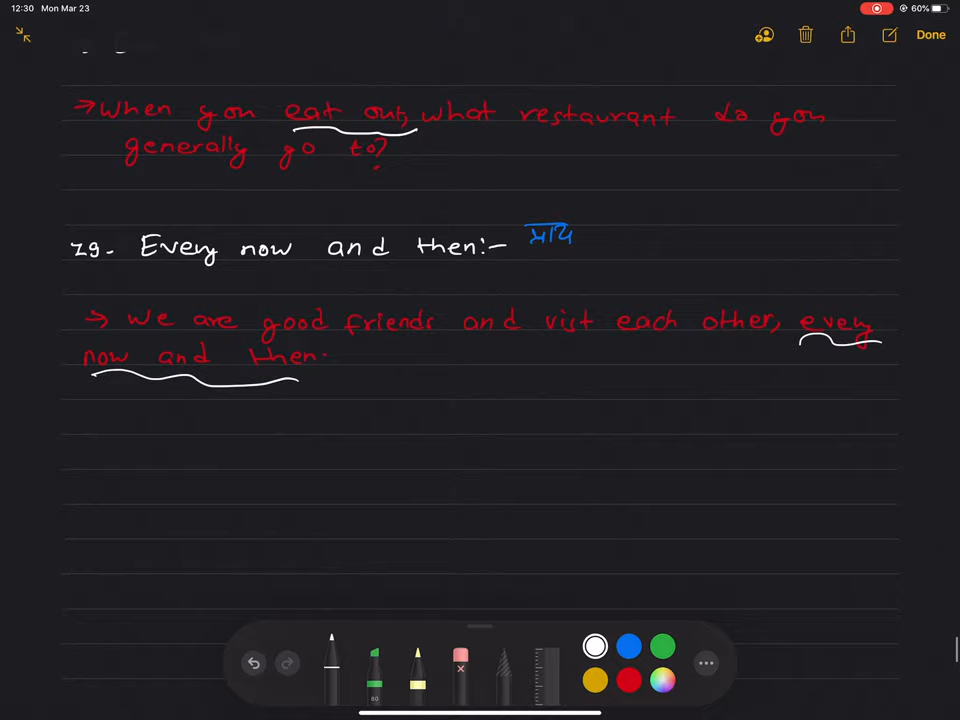 12:30 Mon Mar 23
60%
Done
→ When you eat out, what restaurant do you
generally go to?
29. Every now and then:-
→ We are good friends and visit each other, every
now and then.
80